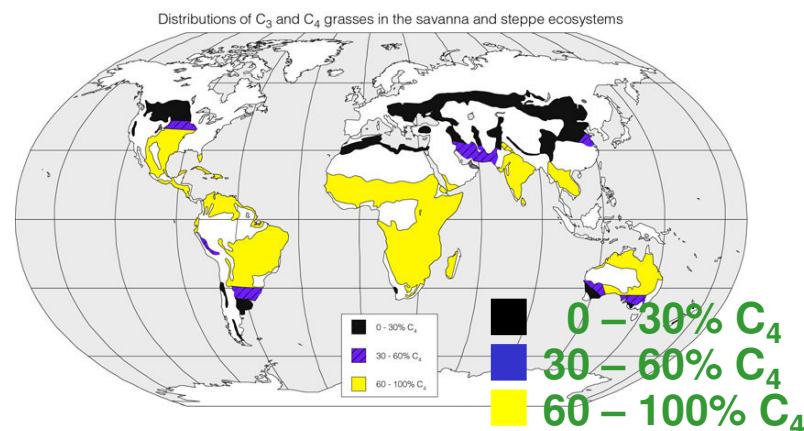 Distributions of C₃ and C₄ grasses in the savanna and steppe ecosystems
0 - 30% C₄
30 - 60% C₄
60 - 100% C₄
0 – 30% C₄
30 – 60% C₄
60 – 100% C₄